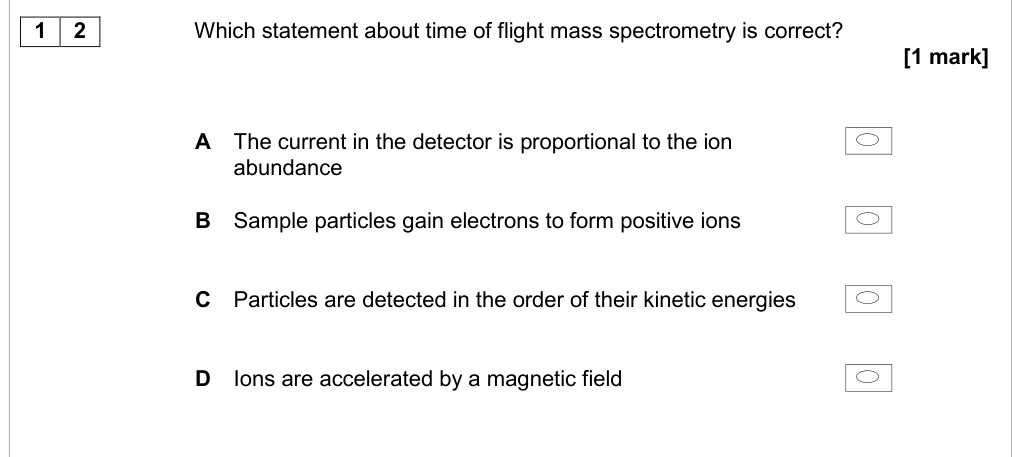 1 2 Which statement about time of flight mass spectrometry is correct?
[1 mark]
A The current in the detector is proportional to the ion
abundance
B Sample particles gain electrons to form positive ions
C Particles are detected in the order of their kinetic energies
D Ions are accelerated by a magnetic field